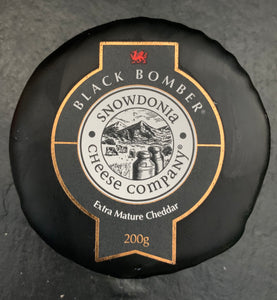 BLACK BOMBER®
SNOWDONIa
CHeese COMPANY®
Extra Mature Cheddar
200g